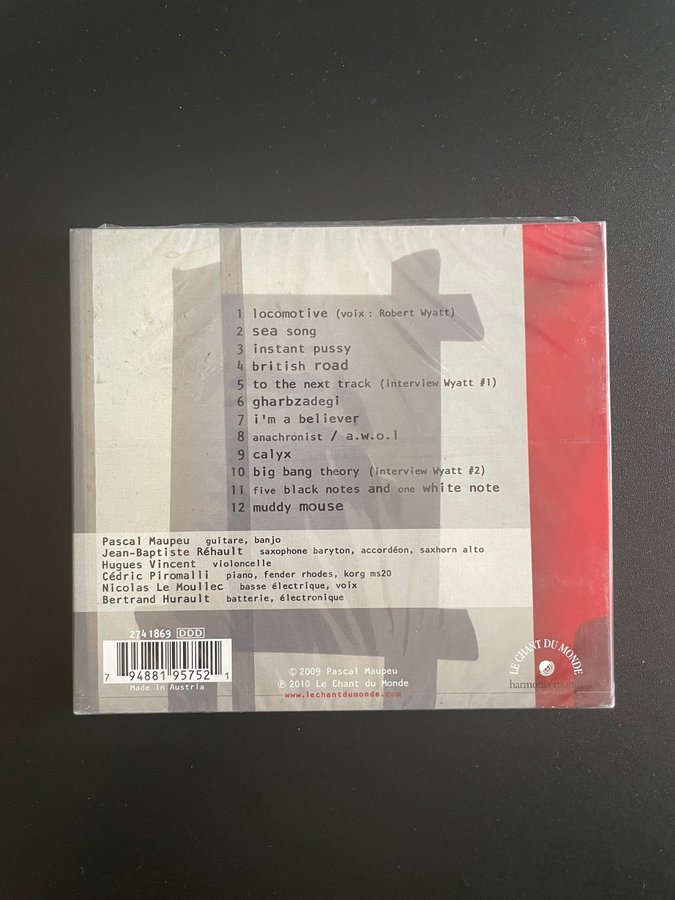 1 locomotive (voix : Robert Wyatt)
2 sea song
3 instant pussy
4 british road
5 to the next track (interview Wyatt #1)
6 gharbzadegi
7 i'm a believer
8 anachronist / a.w.o.l
9 calyx
10 big bang theory (interview Wyatt #2)
11 five black notes and one white note
12 muddy mouse
Pascal Maupeu guitare, banjo
Jean-Baptiste Réhault saxophone baryton, accordéon, saxhorn alto
Hugues Vincent violoncelle
Cédric Piromalli piano, fender rhodes, korg ms20
Nicolas Le Moullec basse électrique, voix
Bertrand Hurault batterie, électronique
2741869 DDD
7 94881 95752 1
Made in Austria
© 2009 Pascal Maupeu
℗ 2010 Le Chant du Monde
www.lechantdumonde.com
LE CHANT DU MONDE
harmonia mundi